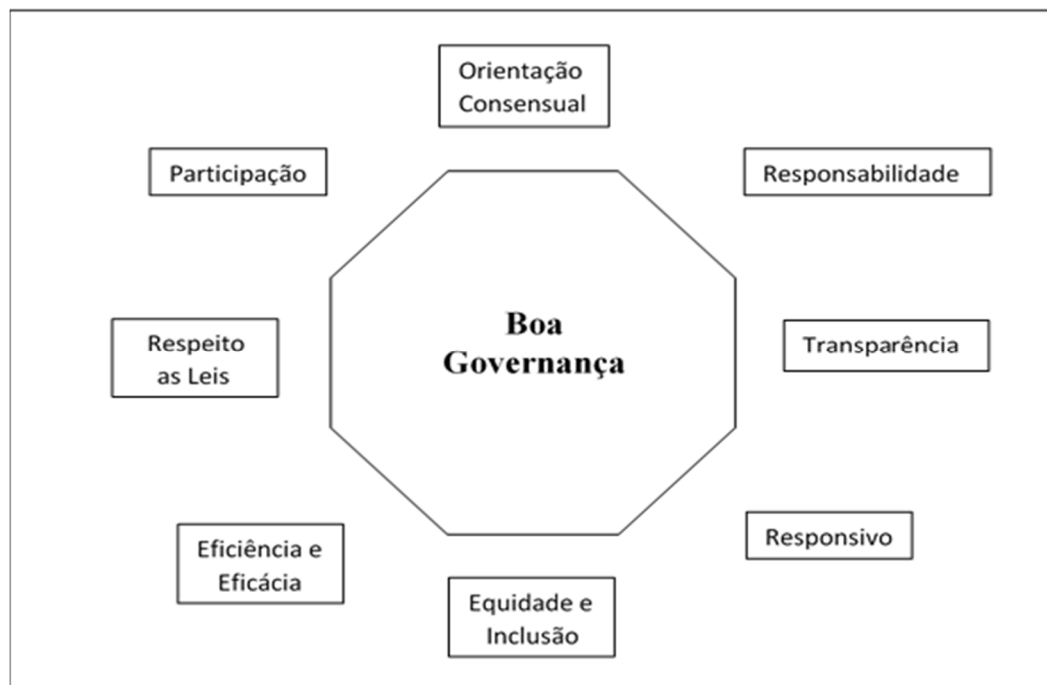 Orientação
Consensual
Participação
Responsabilidade
Boa
Governança
Respeito
as Leis
Transparência
Eficiência e
Eficácia
Responsivo
Equidade e
Inclusão